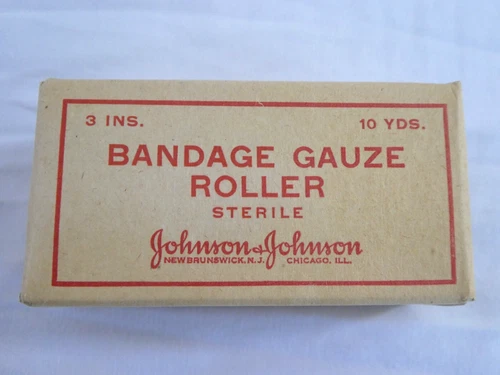 3 INS. 10 YDS.
BANDAGE GAUZE
ROLLER
STERILE
Johnson & Johnson
NEW BRUNSWICK, N. J. CHICAGO, ILL.